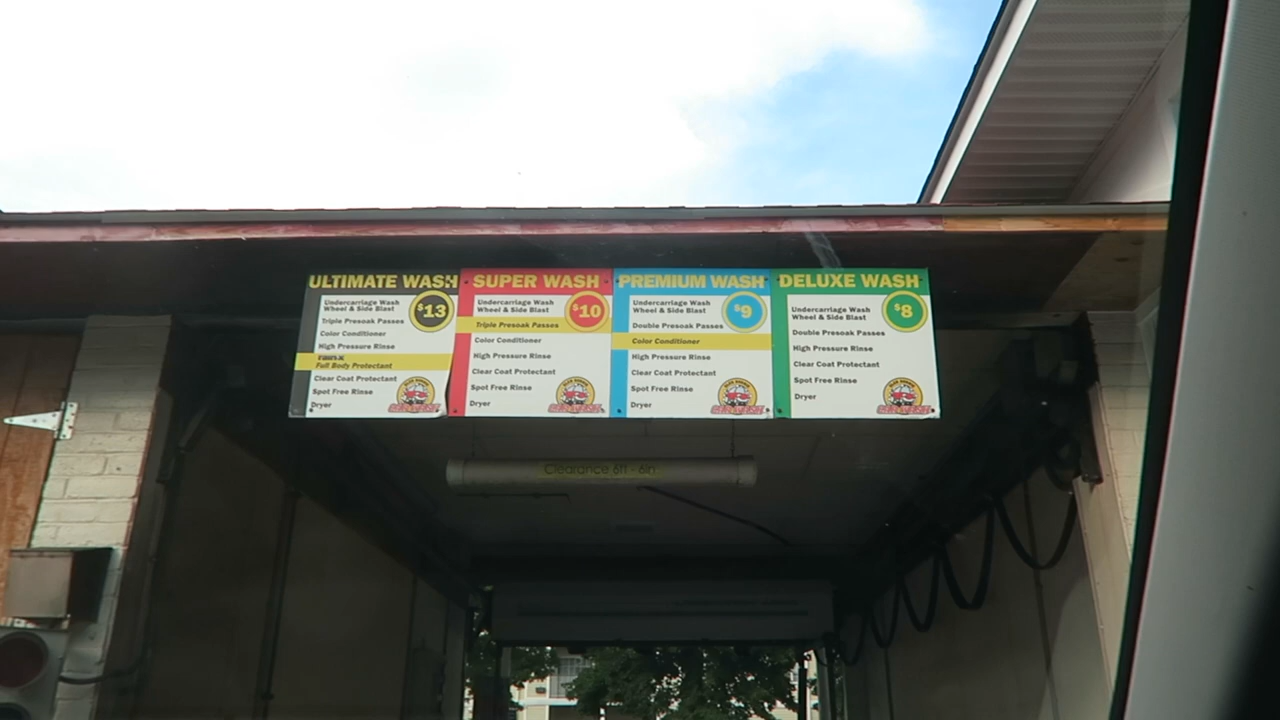 ULTIMATE WASH
$13
Undercarriage Wash
Wheel & Side Blast
Triple Presoak Passes
Color Conditioner
High Pressure Rinse
Full Body Protectant
Clear Coat Protectant
Spot Free Rinse
Dryer
SUPER WASH
$10
Undercarriage Wash
Wheel & Side Blast
Triple Presoak Passes
Color Conditioner
High Pressure Rinse
Clear Coat Protectant
Spot Free Rinse
Dryer
PREMIUM WASH
$9
Undercarriage Wash
Wheel & Side Blast
Double Presoak Passes
Color Conditioner
High Pressure Rinse
Clear Coat Protectant
Spot Free Rinse
Dryer
DELUXE WASH
$8
Undercarriage Wash
Wheel & Side Blast
Double Presoak Passes
High Pressure Rinse
Clear Coat Protectant
Spot Free Rinse
Dryer
Clearance 6ft - 6in